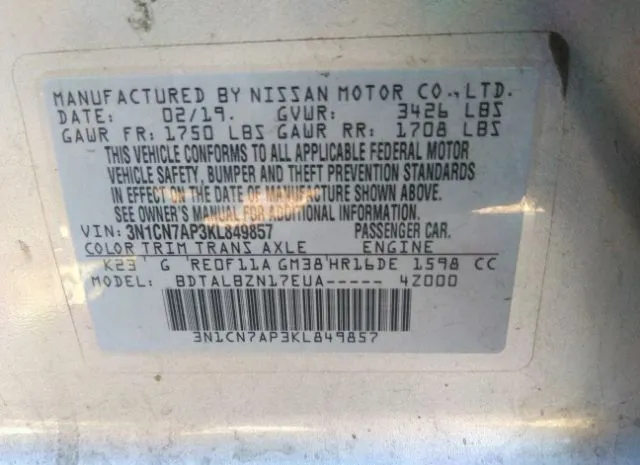 MANUFACTURED BY NISSAN MOTOR CO., LTD.
DATE: 02/19. GVWR: 3426 LBS
GAWR FR: 1750 LBS GAWR RR: 1708 LBS
THIS VEHICLE CONFORMS TO ALL APPLICABLE FEDERAL MOTOR
VEHICLE SAFETY, BUMPER AND THEFT PREVENTION STANDARDS
IN EFFECT ON THE DATE OF MANUFACTURE SHOWN ABOVE.
SEE OWNER'S MANUAL FOR ADDITIONAL INFORMATION.
VIN: 3N1CN7AP3KL849857 PASSENGER CAR.
COLOR TRIM TRANS AXLE ENGINE
K23 G RE0F11A GM38 HR16DE 1598 CC
MODEL: BDTALBZN17EUA----- 4Z000
3N1CN7AP3KL849857